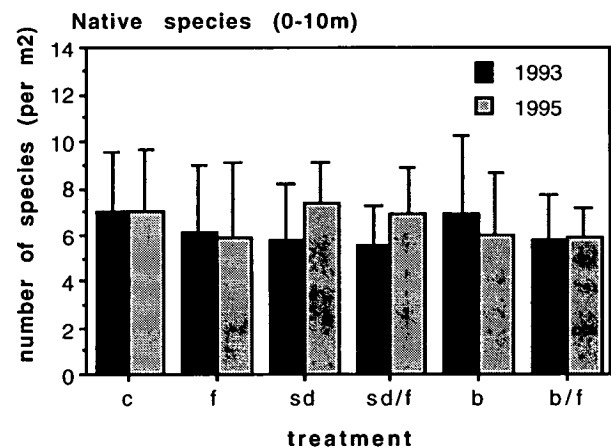 Native species (0-10m)
number of species (per m2)
14
12
10
8
6
4
2
0
1993
1995
c f sd sd/f b b/f
treatment